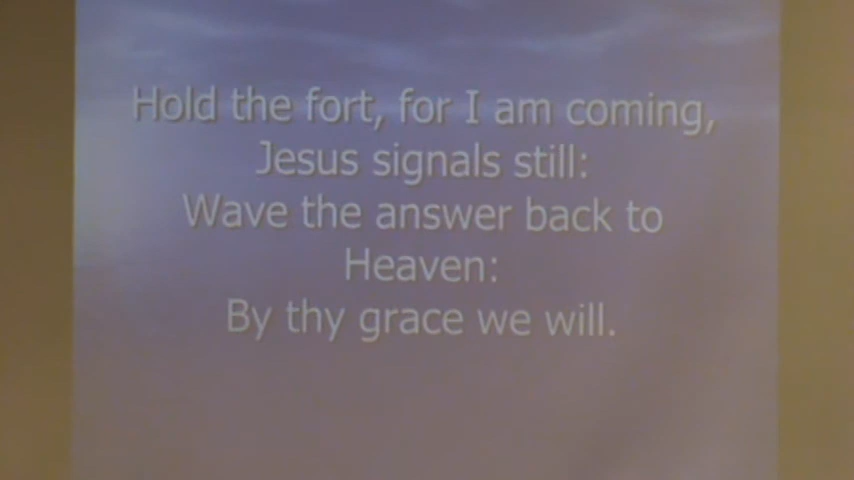 Hold the fort, for I am coming,
Jesus signals still:
Wave the answer back to
Heaven:
By thy grace we will.